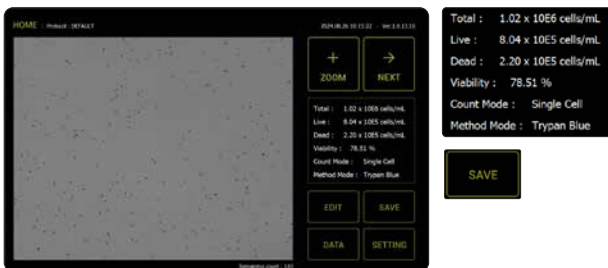 HOME : Protocol : DEFAULT
2024.08.26 10:15:22 - Ver.1.0.13.10
+
ZOOM
→
NEXT
Total : 1.02 x 10E6 cells/mL
Live : 8.04 x 10E5 cells/mL
Dead : 2.20 x 10E5 cells/mL
Viability : 78.51 %
Count Mode : Single Cell
Method Mode : Trypan Blue
EDIT
SAVE
DATA
SETTING
Remaining count : 
Total : 1.02 x 10E6 cells/mL
Live : 8.04 x 10E5 cells/mL
Dead : 2.20 x 10E5 cells/mL
Viability : 78.51 %
Count Mode : Single Cell
Method Mode : Trypan Blue
SAVE